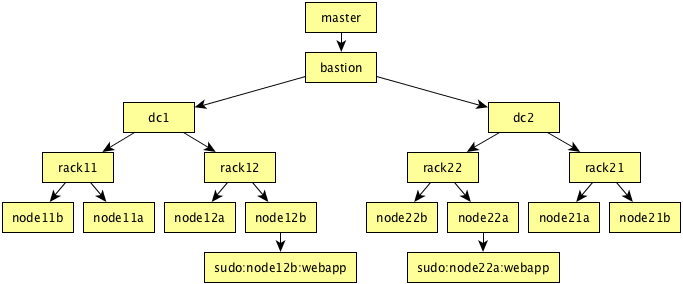 master
bastion
dc1
dc2
rack11
rack12
rack22
rack21
node11b
node11a
node12a
node12b
node22b
node22a
node21a
node21b
sudo:node12b:webapp
sudo:node22a:webapp